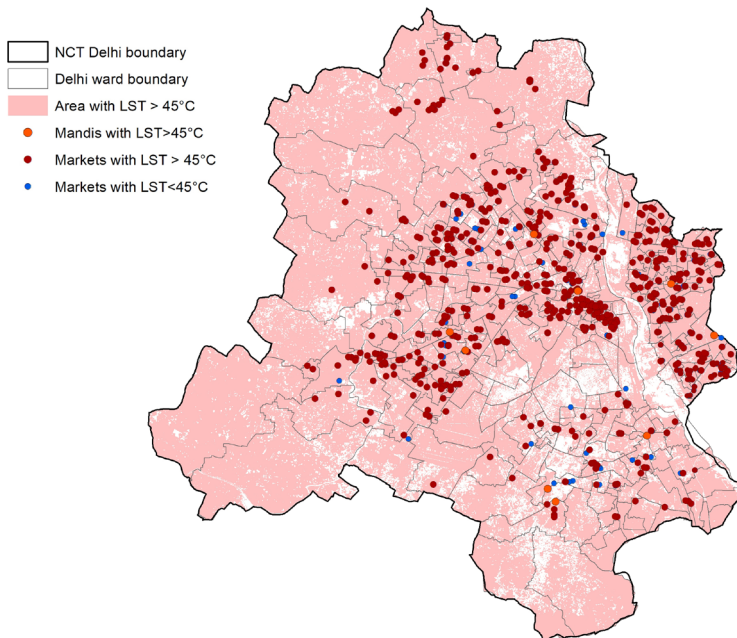 NCT Delhi boundary
Delhi ward boundary
Area with LST > 45°C
Mandis with LST>45°C
Markets with LST > 45°C
Markets with LST<45°C